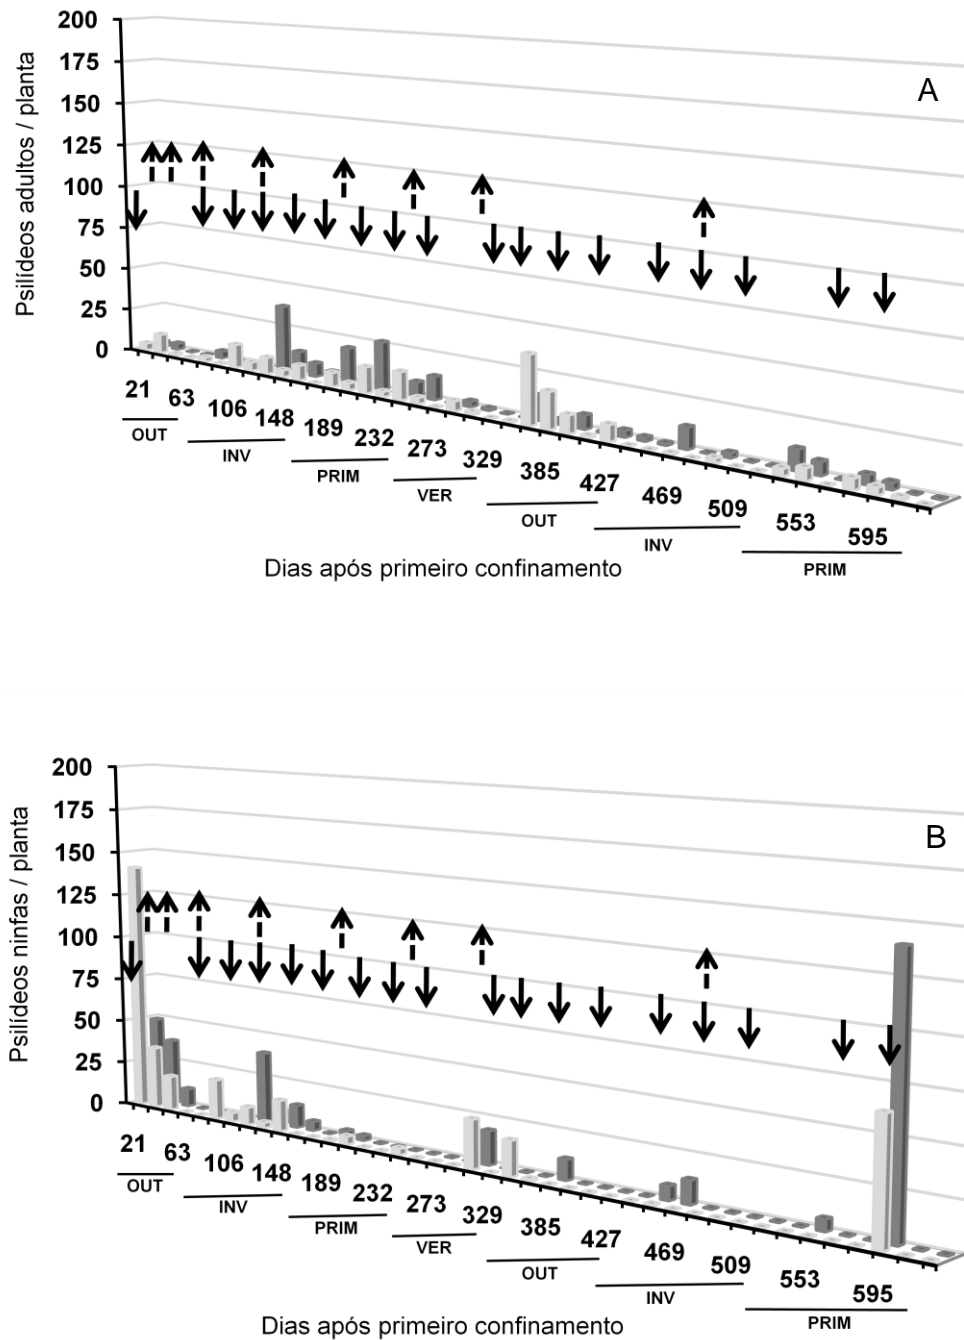 A
Psilídeos adultos / planta
200
175
150
125
100
75
50
25
0
21 63 106 148 189 232 273 329 385 427 469 509 553 595
OUT INV PRIM VER OUT INV PRIM
Dias após primeiro confinamento
B
Psilídeos ninfas / planta
200
175
150
125
100
75
50
25
0
21 63 106 148 189 232 273 329 385 427 469 509 553 595
OUT INV PRIM VER OUT INV PRIM
Dias após primeiro confinamento